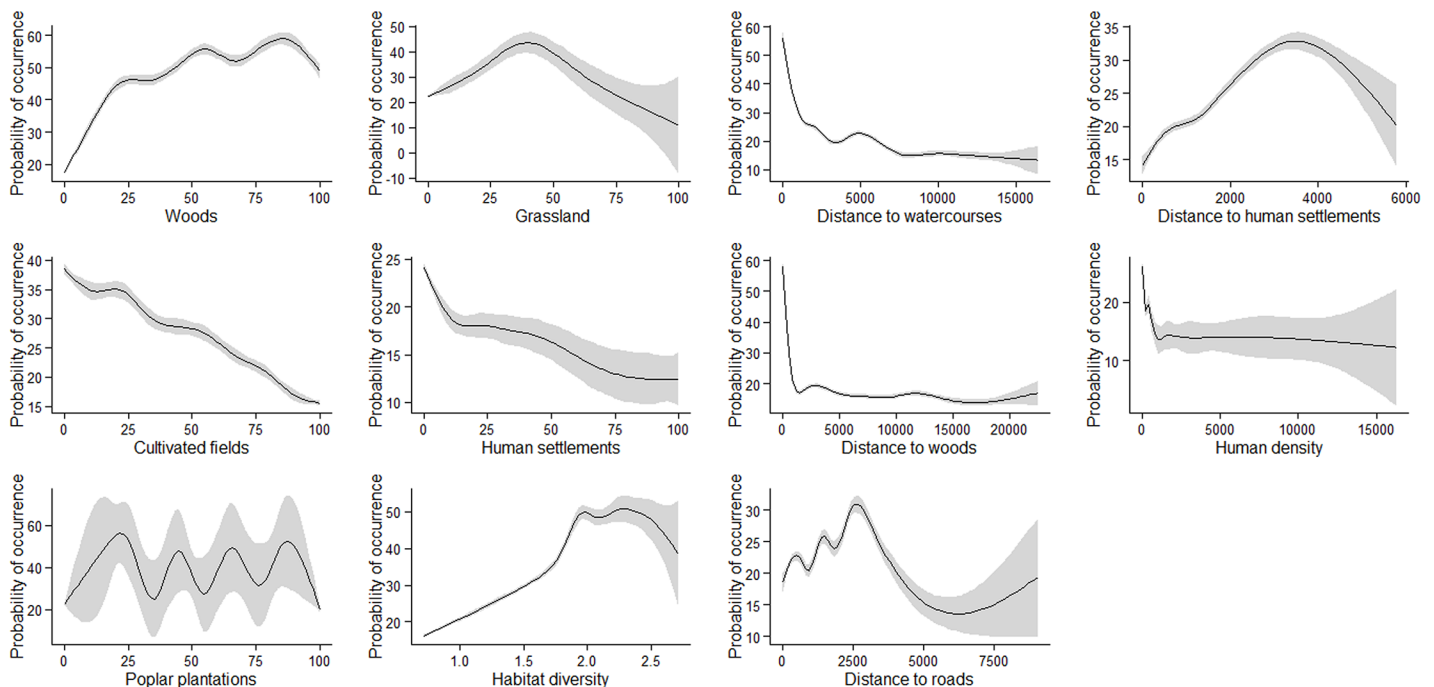 Probability of occurrence
60
50
40
30
20
0 25 50 75 100
Woods
Probability of occurrence
50
40
30
20
10
0
-10
0 25 50 75 100
Grassland
Probability of occurrence
60
50
40
30
20
10
0 5000 10000 15000
Distance to watercourses
Probability of occurrence
35
30
25
20
15
0 2000 4000 6000
Distance to human settlements
Probability of occurrence
40
35
30
25
20
15
0 25 50 75 100
Cultivated fields
Probability of occurrence
25
20
15
10
0 25 50 75 100
Human settlements
Probability of occurrence
60
50
40
30
20
0 5000 10000 15000 20000
Distance to woods
Probability of occurrence
20
10
0 5000 10000 15000
Human density
Probability of occurrence
60
40
20
0 25 50 75 100
Poplar plantations
Probability of occurrence
50
40
30
20
1.0 1.5 2.0 2.5
Habitat diversity
Probability of occurrence
30
25
20
15
10
0 2500 5000 7500
Distance to roads